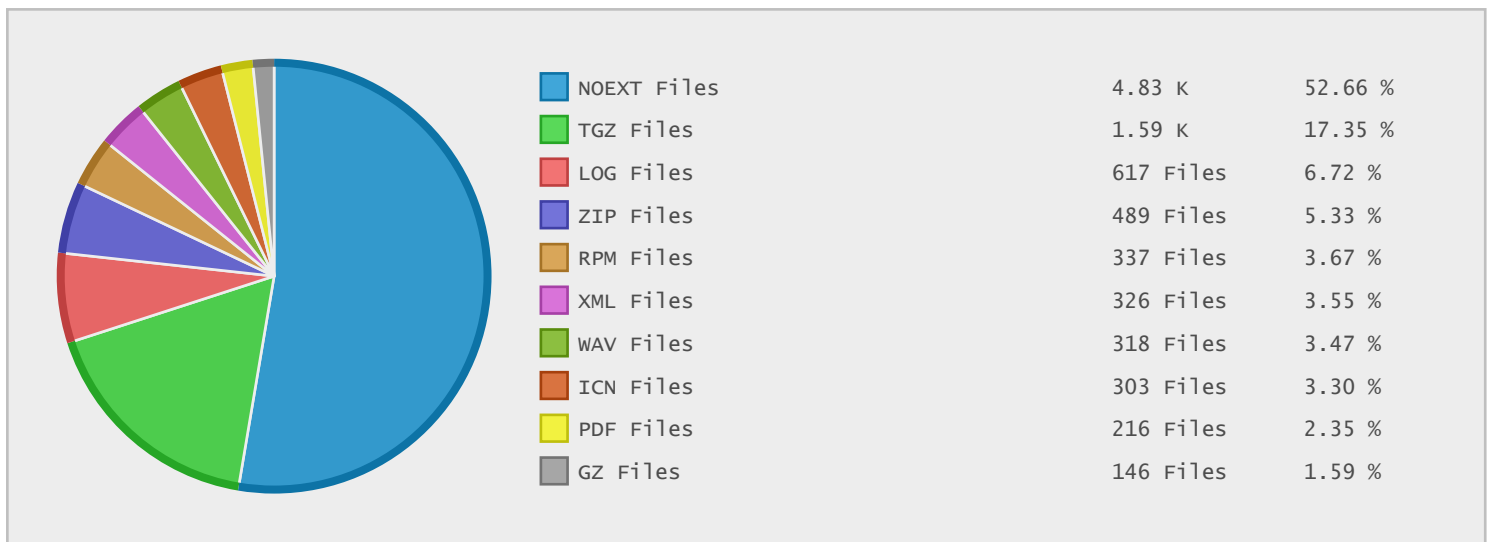 NOEXT Files 4.83 K 52.66 %
TGZ Files 1.59 K 17.35 %
LOG Files 617 Files 6.72 %
ZIP Files 489 Files 5.33 %
RPM Files 337 Files 3.67 %
XML Files 326 Files 3.55 %
WAV Files 318 Files 3.47 %
ICN Files 303 Files 3.30 %
PDF Files 216 Files 2.35 %
GZ Files 146 Files 1.59 %